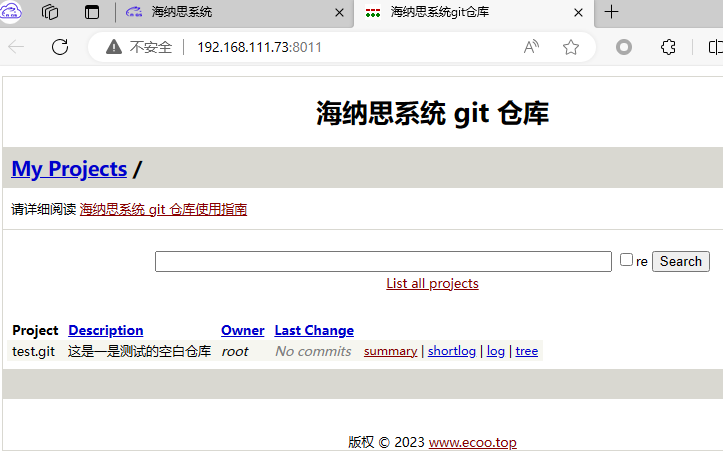 海纳思系统
海纳思系统git仓库
不安全 192.168.111.73:8011
海纳思系统 git 仓库
My Projects /
请详细阅读 海纳思系统 git 仓库使用指南
re Search
List all projects
Project Description Owner Last Change
test.git 这是一是测试的空白仓库 root No commits summary | shortlog | log | tree
版权 © 2023 www.ecoo.top